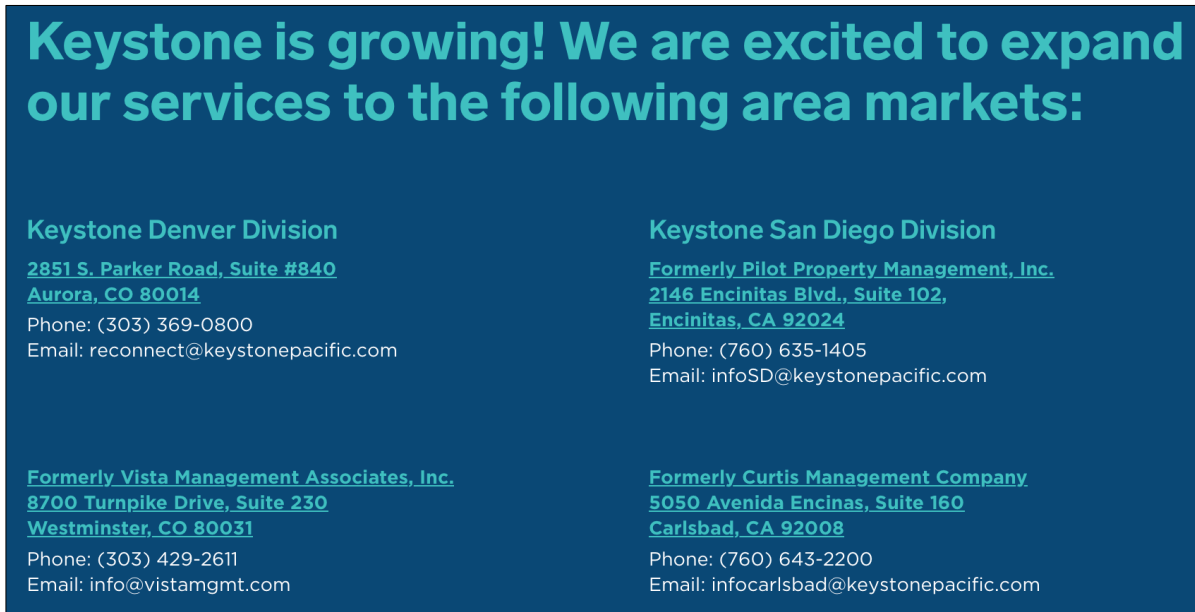 Keystone is growing! We are excited to expand
our services to the following area markets:
Keystone Denver Division
2851 S. Parker Road, Suite #840
Aurora, CO 80014
Phone: (303) 369-0800
Email: reconnect@keystonepacific.com
Keystone San Diego Division
Formerly Pilot Property Management, Inc.
2146 Encinitas Blvd., Suite 102,
Encinitas, CA 92024
Phone: (760) 635-1405
Email: infoSD@keystonepacific.com
Formerly Vista Management Associates, Inc.
8700 Turnpike Drive, Suite 230
Westminster, CO 80031
Phone: (303) 429-2611
Email: info@vistamgmt.com
Formerly Curtis Management Company
5050 Avenida Encinas, Suite 160
Carlsbad, CA 92008
Phone: (760) 643-2200
Email: infocarlsbad@keystonepacific.com